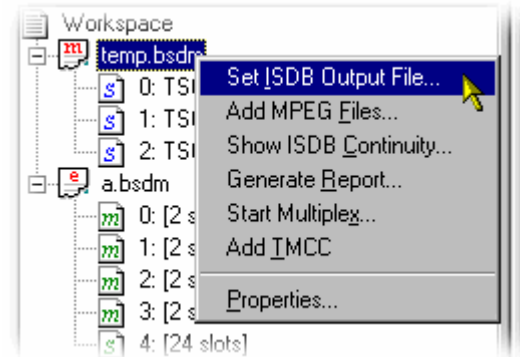 Workspace
temp.bsdm
0: TS
1: TS
2: TS
a.bsdm
0: [2 s
1: [2 s
2: [2 s
3: [2 s
4: [24 slots]
Set ISDB Output File...
Add MPEG Files...
Show ISDB Continuity...
Generate Report...
Start Multiplex...
Add TMCC
Properties...